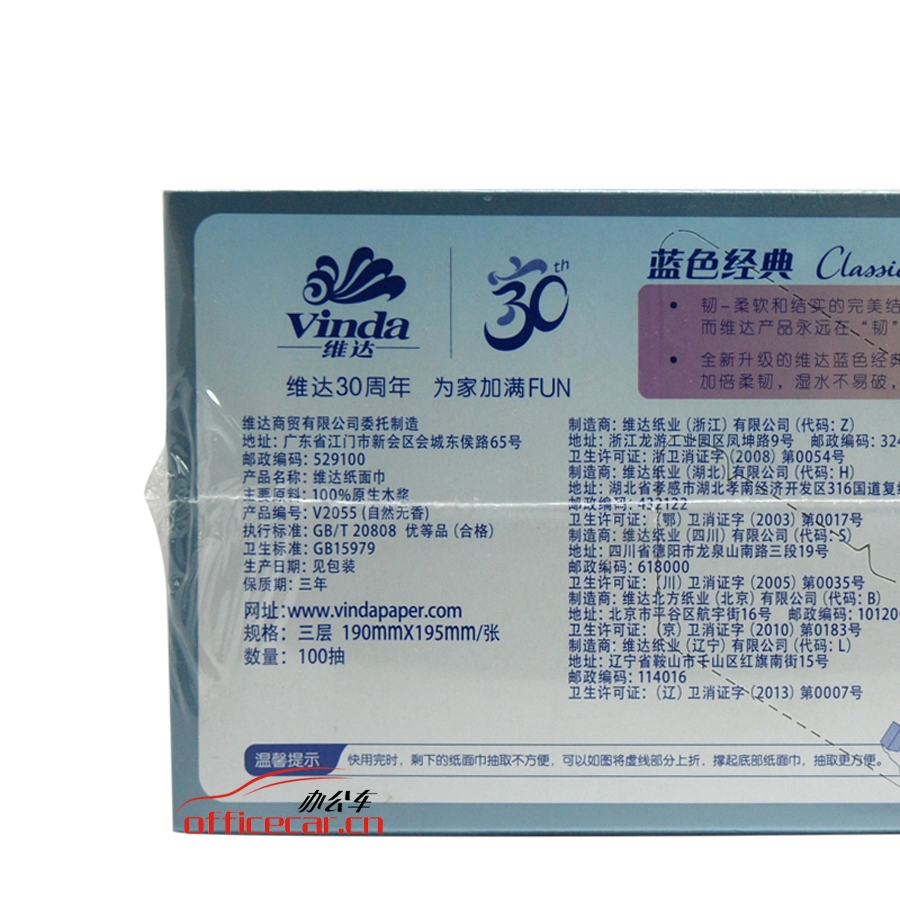 Vinda
维达
30th
维达30周年 为家加满FUN
蓝色经典 Classic
• 韧-柔软和结实的完美结
而维达产品永远在“韧”
• 全新升级的维达蓝色经典
加倍柔韧，湿水不易破，
维达商贸有限公司委托制造
地址: 广东省江门市新会区会城东侯路65号
邮政编码: 529100
产品名称: 维达纸面巾
主要原料: 100%原生木浆
产品编号: V2055 (自然无香)
执行标准: GB/T 20808 优等品 (合格)
卫生标准: GB15979
生产日期: 见包装
保质期: 三年
网址: www.vindapaper.com
规格: 三层 190mmX195mm/张
数量: 100抽
制造商: 维达纸业 (浙江) 有限公司 (代码: Z)
地址: 浙江龙游工业园区凤坤路9号 邮政编码: 324
卫生许可证: 浙卫消证字 (2008) 第0054号
制造商: 维达纸业 (湖北) 有限公司 (代码: H)
地址: 湖北省孝感市湖北孝南经济开发区316国道复线
邮政编码: 432122
卫生许可证: (鄂) 卫消证字 (2003) 第0017号
制造商: 维达纸业 (四川) 有限公司 (代码: S)
地址: 四川省德阳市龙泉山南路三段19号
邮政编码: 618000
卫生许可证: (川) 卫消证字 (2005) 第0035号
制造商: 维达北方纸业 (北京) 有限公司 (代码: B)
地址: 北京市平谷区航宇街16号 邮政编码: 10120
卫生许可证: (京) 卫消证字 (2010) 第0183号
制造商: 维达纸业 (辽宁) 有限公司 (代码: L)
地址: 辽宁省鞍山市千山区红旗南街15号
邮政编码: 114016
卫生许可证: (辽) 卫消证字 (2013) 第0007号
温馨提示 快用完时，剩下的纸面巾抽取不方便，可以如图将虚线部分上折，撑起底部纸面巾，抽取更方便。
办公车
officecar.cn